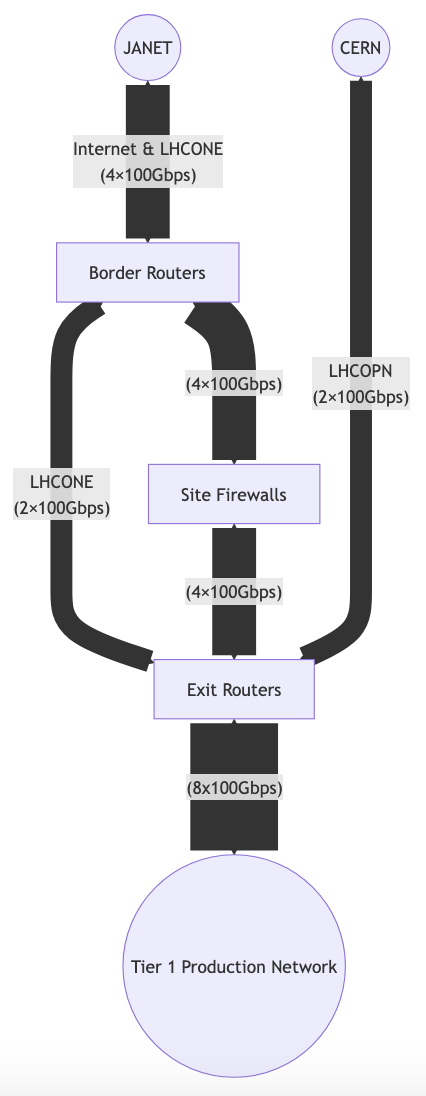 JANET
CERN
Internet & LHCONE
(4×100Gbps)
Border Routers
LHCOPN
(2×100Gbps)
(4×100Gbps)
LHCONE
(2×100Gbps)
Site Firewalls
(4×100Gbps)
Exit Routers
(8x100Gbps)
Tier 1 Production Network